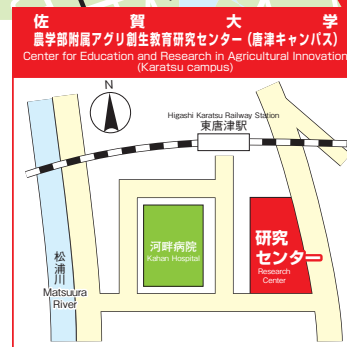 佐賀大学
農学部附属アグリ創生教育研究センター（唐津キャンパス）
Center for Education and Research in Agricultural Innovation
(Karatsu campus)
N
Higashi Karatsu Railway Station
東唐津駅
河畔病院
Kahan Hospital
研究
センター
Research
Center
松浦川
Matsuura
River